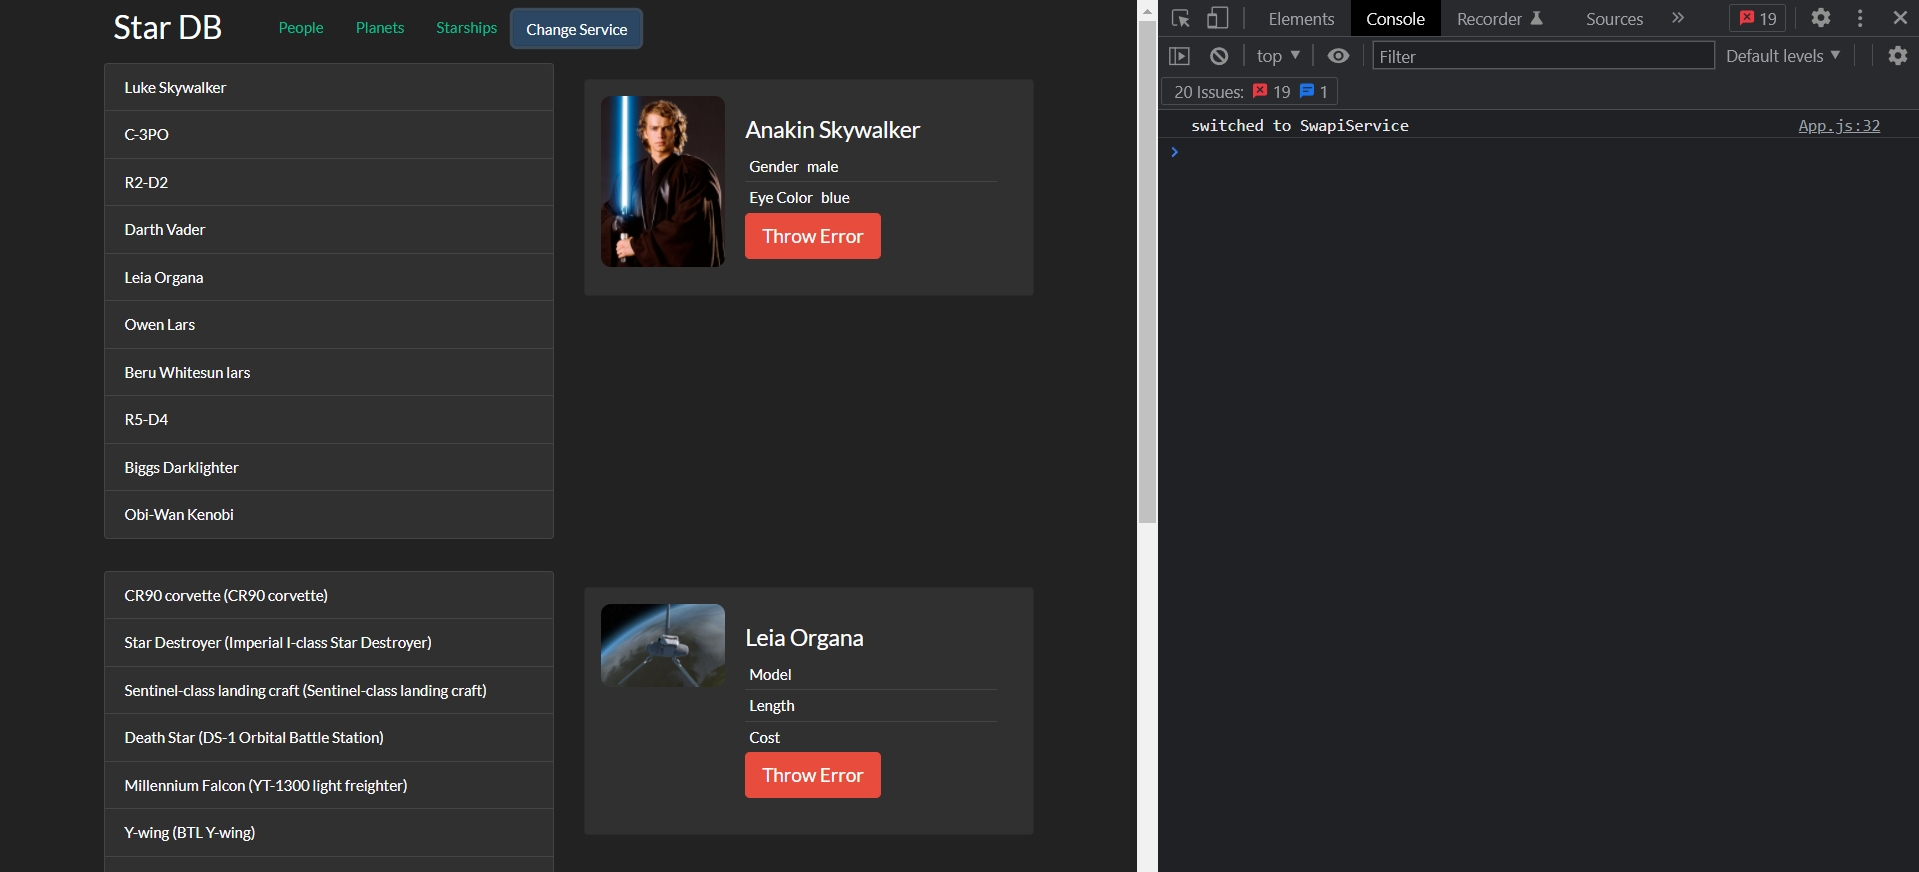 Star DB
People Planets Starships Change Service
Luke Skywalker
C-3PO
R2-D2
Darth Vader
Leia Organa
Owen Lars
Beru Whitesun lars
R5-D4
Biggs Darklighter
Obi-Wan Kenobi
Anakin Skywalker
Gender male
Eye Color blue
Throw Error
CR90 corvette (CR90 corvette)
Star Destroyer (Imperial I-class Star Destroyer)
Sentinel-class landing craft (Sentinel-class landing craft)
Death Star (DS-1 Orbital Battle Station)
Millennium Falcon (YT-1300 light freighter)
Y-wing (BTL Y-wing)
Leia Organa
Model
Length
Cost
Throw Error
Elements Console Recorder Sources 19
top Filter Default levels
20 Issues: 19 1
switched to SwapiService App.js:32